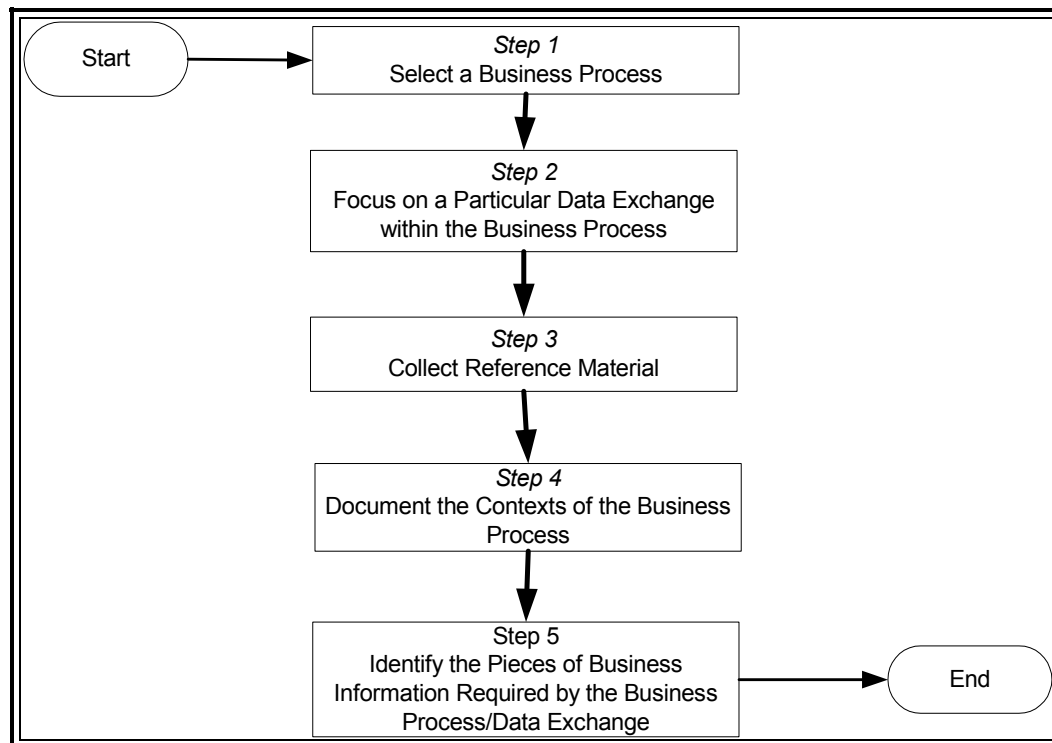 Start
Step 1
Select a Business Process
Step 2
Focus on a Particular Data Exchange
within the Business Process
Step 3
Collect Reference Material
Step 4
Document the Contexts of the Business
Process
Step 5
Identify the Pieces of Business
Information Required by the Business
Process/Data Exchange
End